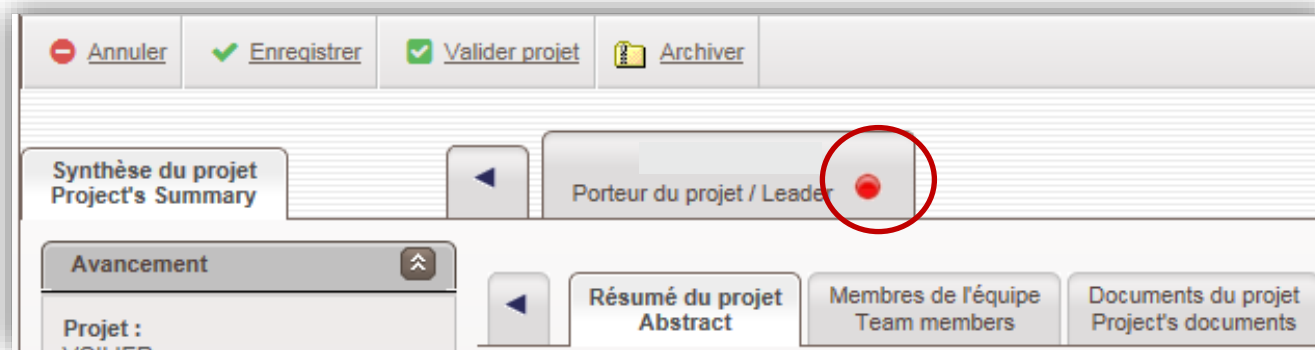 Annuler Enregistrer Valider projet Archiver
Synthèse du projet
Project's Summary
Porteur du projet / Leader
Avancement
Projet :
Résumé du projet
Abstract
Membres de l'équipe
Team members
Documents du projet
Project's documents